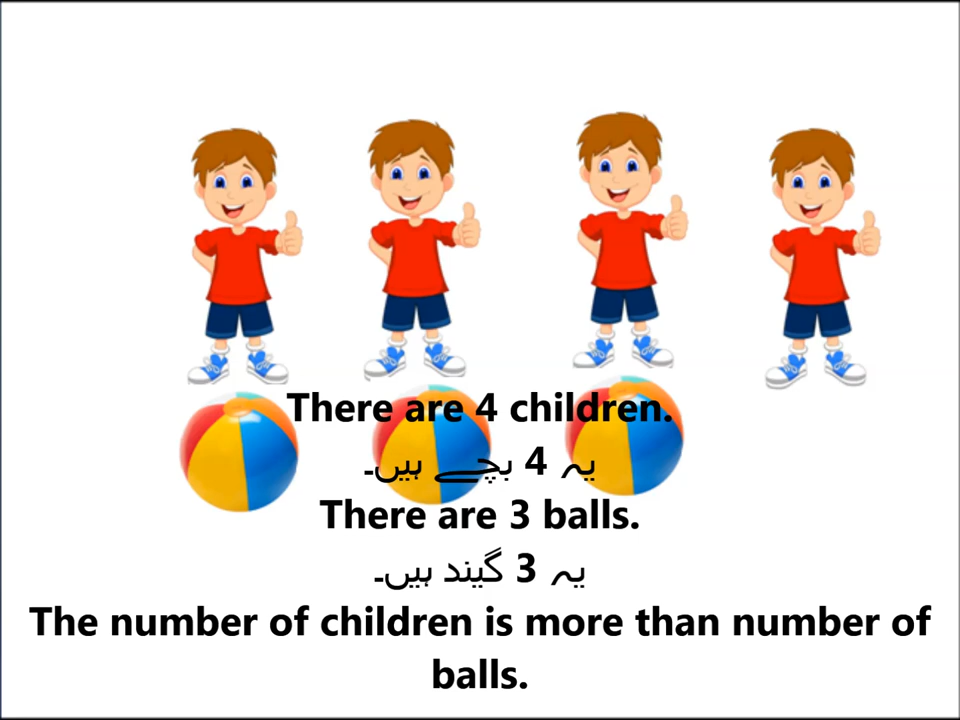 There are 4 children.
یہ 4 بچے ہیں۔
There are 3 balls.
یہ 3 گیند ہیں۔
The number of children is more than number of
balls.